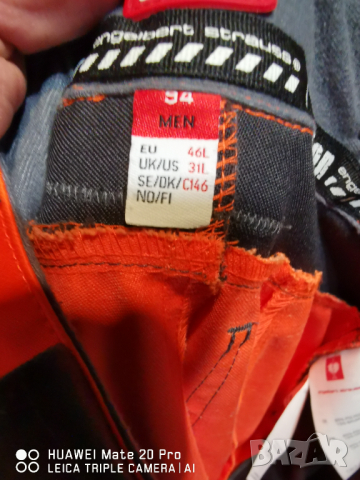 engelbert strauss
94
MEN
EU 46L
UK/US 31L
SE/DK/ C146
NO/FI
HUAWEI Mate 20 Pro
LEICA TRIPLE CAMERA | AI
BAZAR